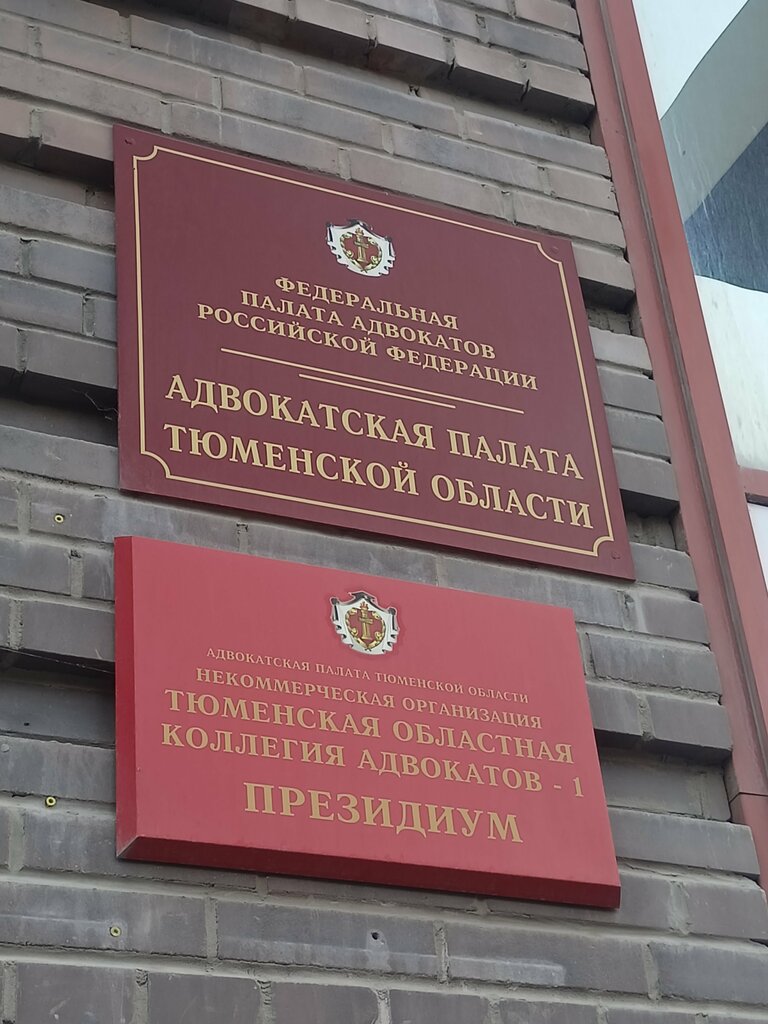 ФЕДЕРАЛЬНАЯ
ПАЛАТА АДВОКАТОВ
РОССИЙСКОЙ ФЕДЕРАЦИИ
АДВОКАТСКАЯ ПАЛАТА
ТЮМЕНСКОЙ ОБЛАСТИ
АДВОКАТСКАЯ ПАЛАТА ТЮМЕНСКОЙ ОБЛАСТИ
НЕКОММЕРЧЕСКАЯ ОРГАНИЗАЦИЯ
ТЮМЕНСКАЯ ОБЛАСТНАЯ
КОЛЛЕГИЯ АДВОКАТОВ - 1
ПРЕЗИДИУМ